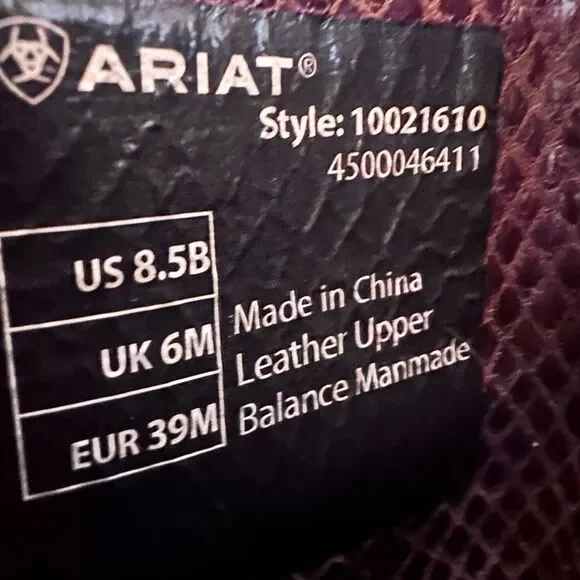 ARIAT®
Style: 10021610
4500046411
US 8.5B
UK 6M
EUR 39M
Made in China
Leather Upper
Balance Manmade